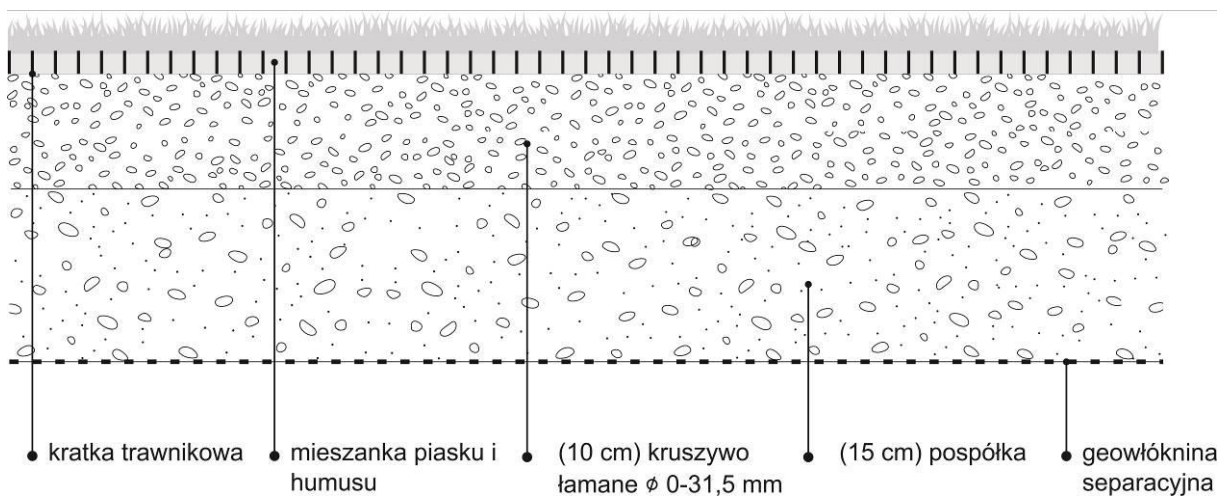 kratka trawnikowa
mieszanka piasku i
humusu
(10 cm) kruszywo
łamane ø 0-31,5 mm
(15 cm) pospółka
geowłóknina
separacyjna